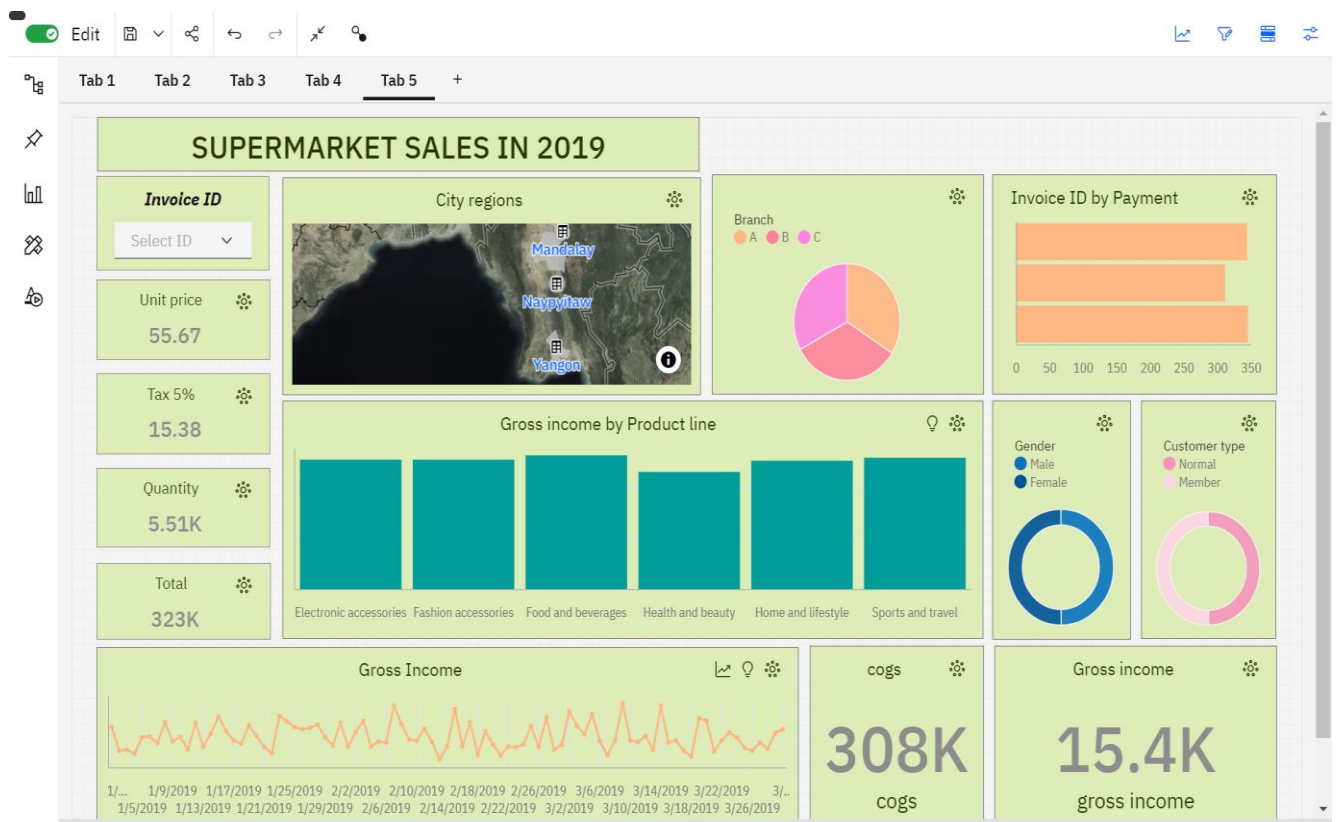 Edit
Tab 1 Tab 2 Tab 3 Tab 4 Tab 5 +
SUPERMARKET SALES IN 2019
Invoice ID
Select ID
Unit price
55.67
Tax 5%
15.38
Quantity
5.51K
Total
323K
City regions
Mandalay
Naypyitaw
Yangon
Branch
A B C
Invoice ID by Payment
0 50 100 150 200 250 300 350
Gross income by Product line
Electronic accessories Fashion accessories Food and beverages Health and beauty Home and lifestyle Sports and travel
Gender
Male
Female
Customer type
Normal
Member
Gross Income
1/... 1/9/2019 1/17/2019 1/25/2019 2/2/2019 2/10/2019 2/18/2019 2/26/2019 3/6/2019 3/14/2019 3/22/2019 3/..
1/5/2019 1/13/2019 1/21/2019 1/29/2019 2/6/2019 2/14/2019 2/22/2019 3/2/2019 3/10/2019 3/18/2019 3/26/2019
cogs
308K
cogs
Gross income
15.4K
gross income